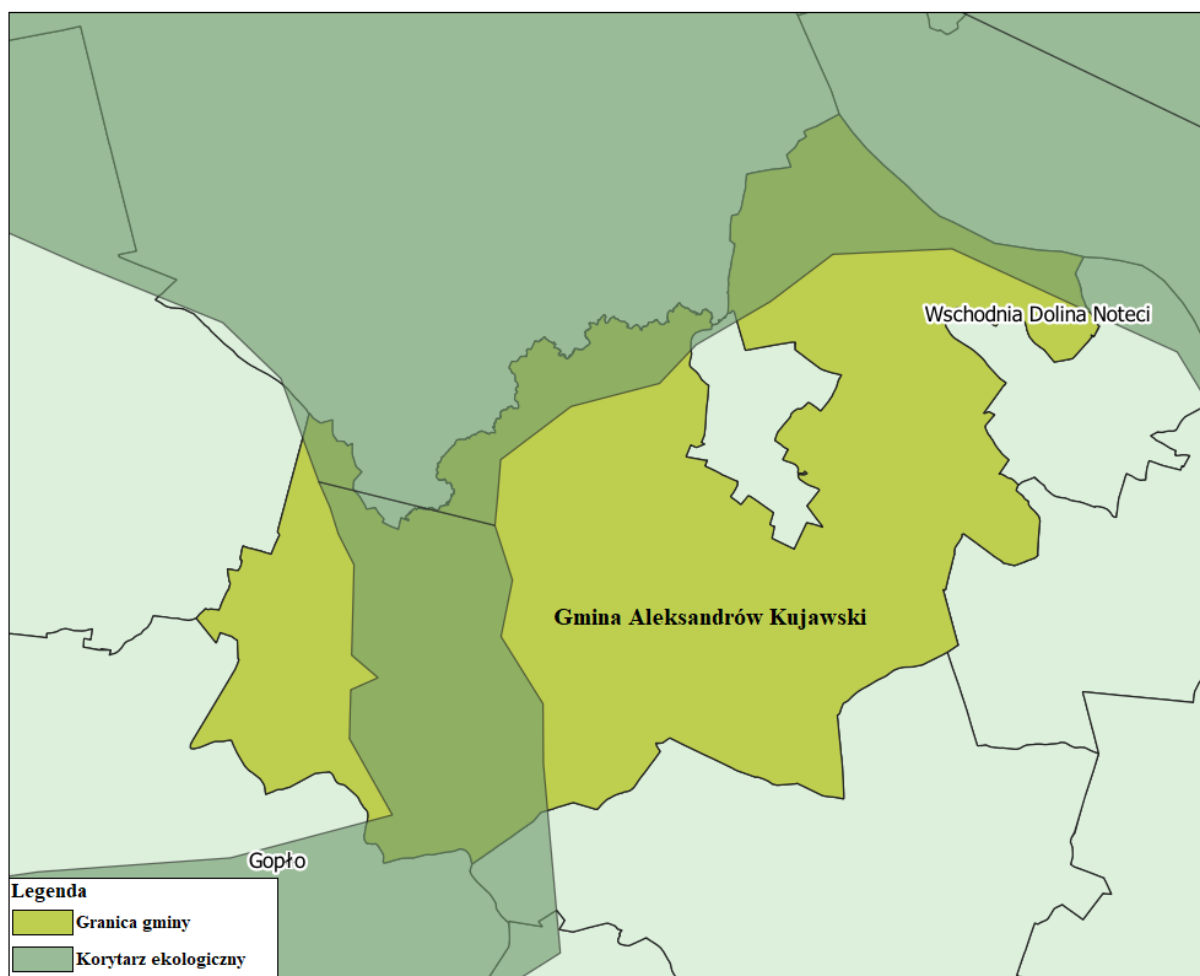 Wschodnia Dolina Noteci
Gmina Aleksandrów Kujawski
Gopło
Legenda
Granica gminy
Korytarz ekologiczny